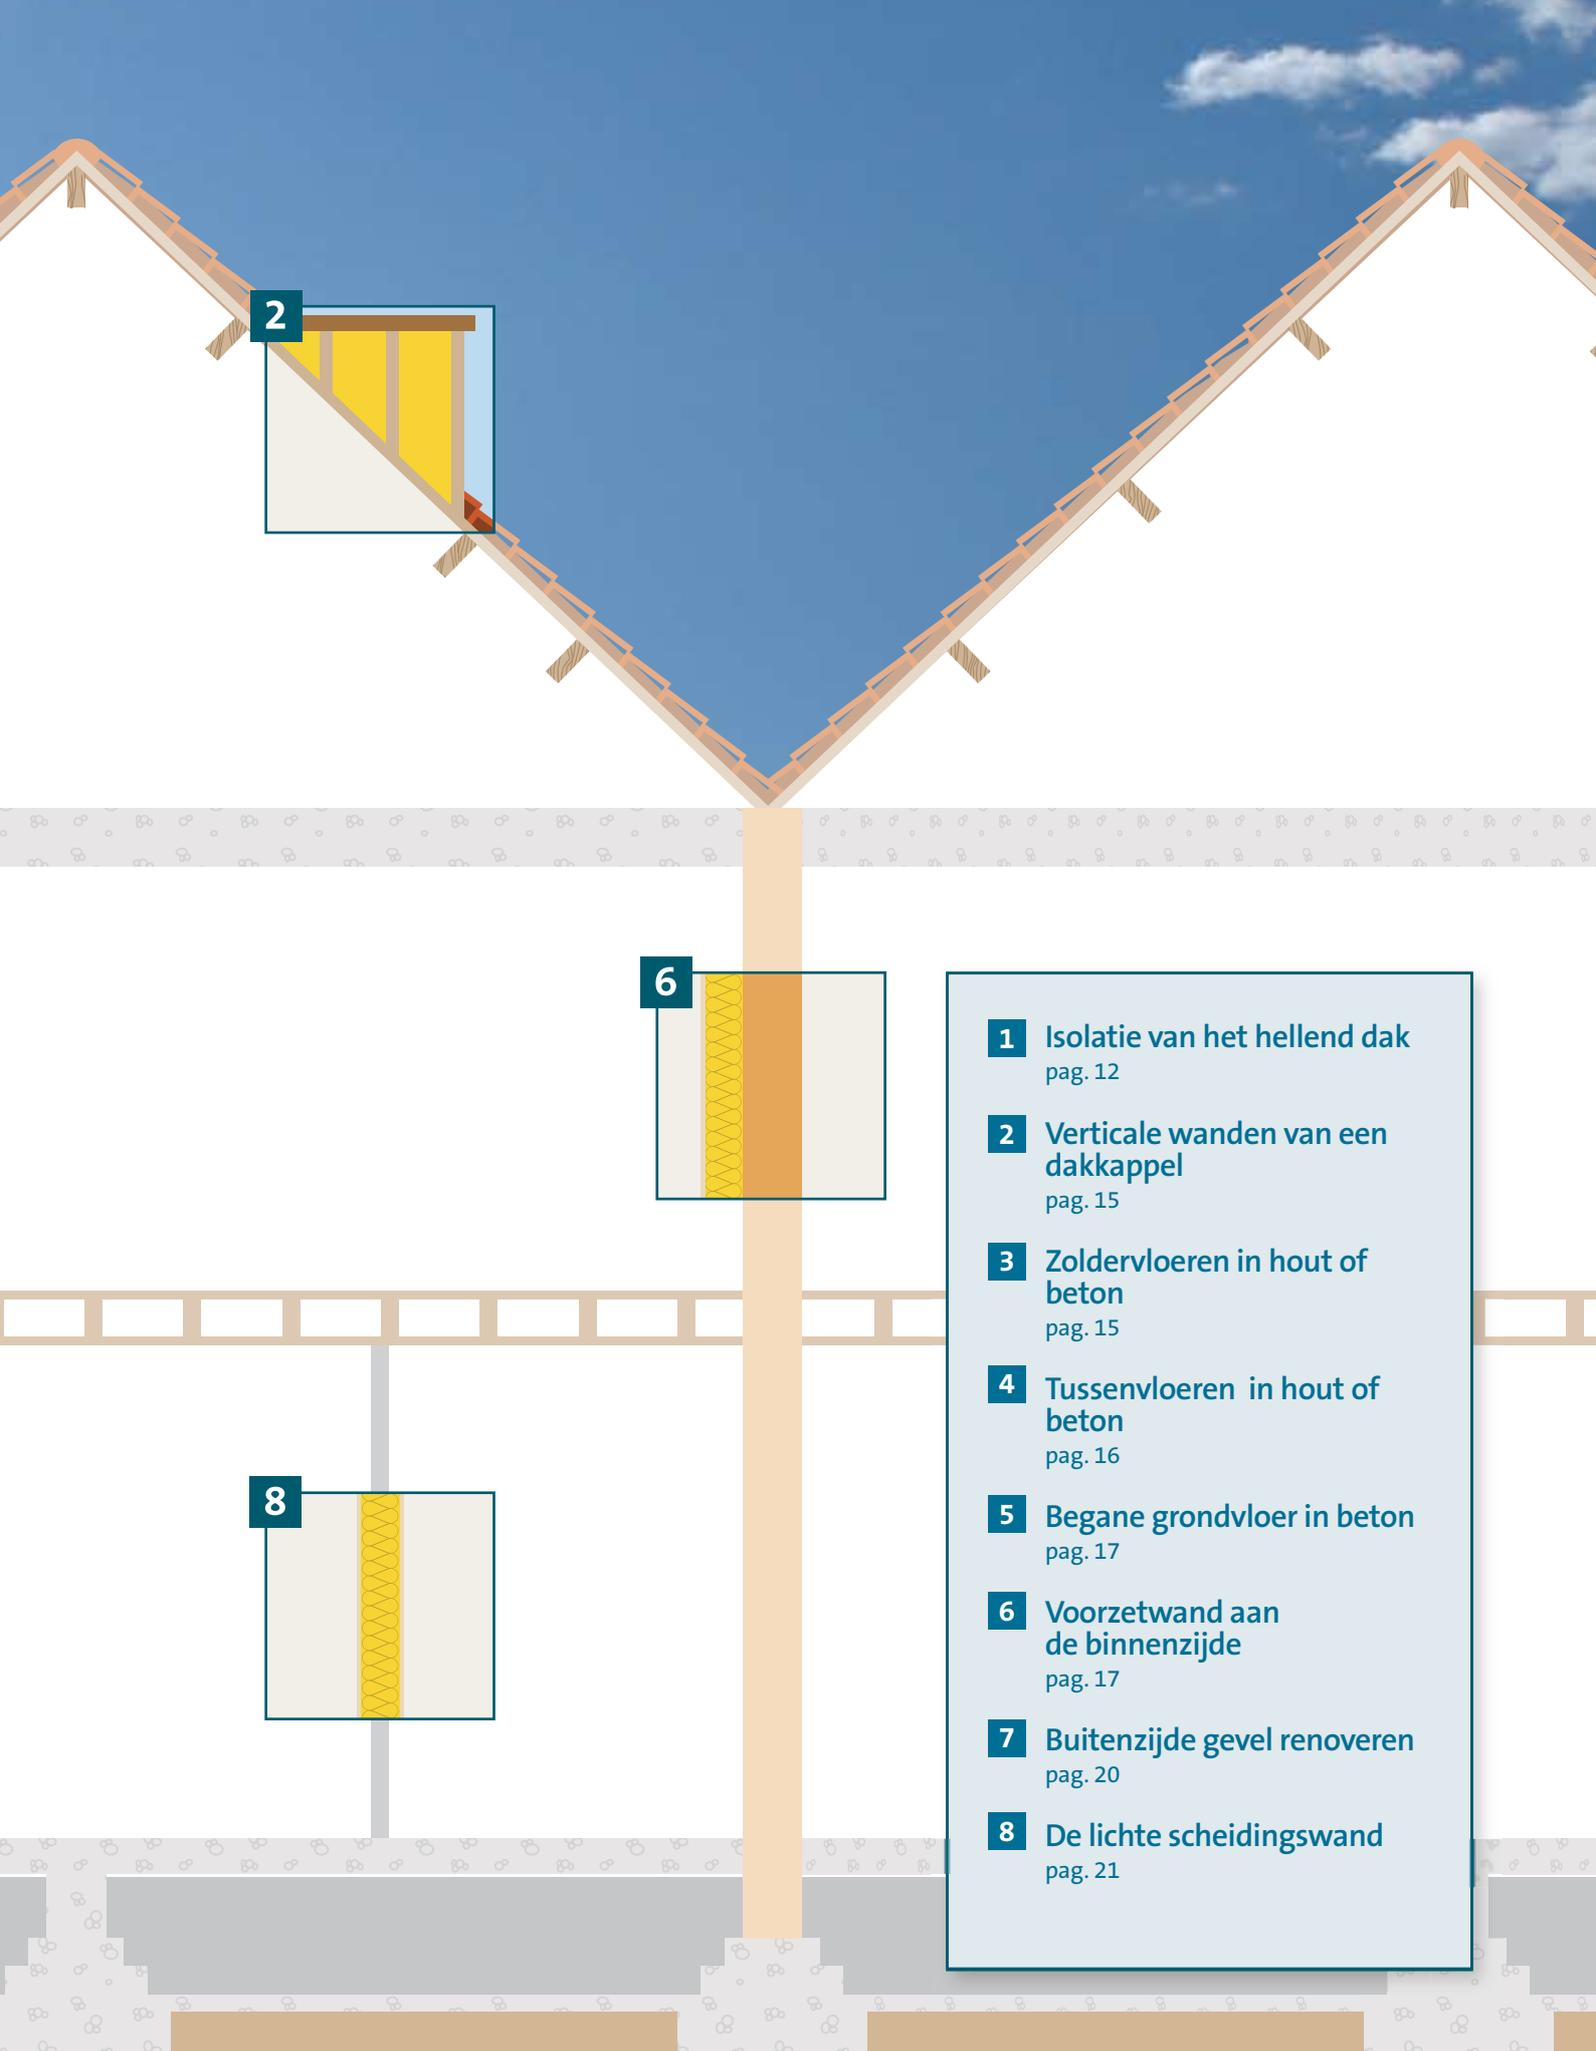 2
6
8
1 Isolatie van het hellend dak
pag. 12
2 Verticale wanden van een
dakkappel
pag. 15
3 Zoldervloeren in hout of
beton
pag. 15
4 Tussenvloeren  in hout of
beton
pag. 16
5 Begane grondvloer in beton
pag. 17
6 Voorzetwand aan
de binnenzijde
pag. 17
7 Buitenzijde gevel renoveren
pag. 20
8 De lichte scheidingswand
pag. 21